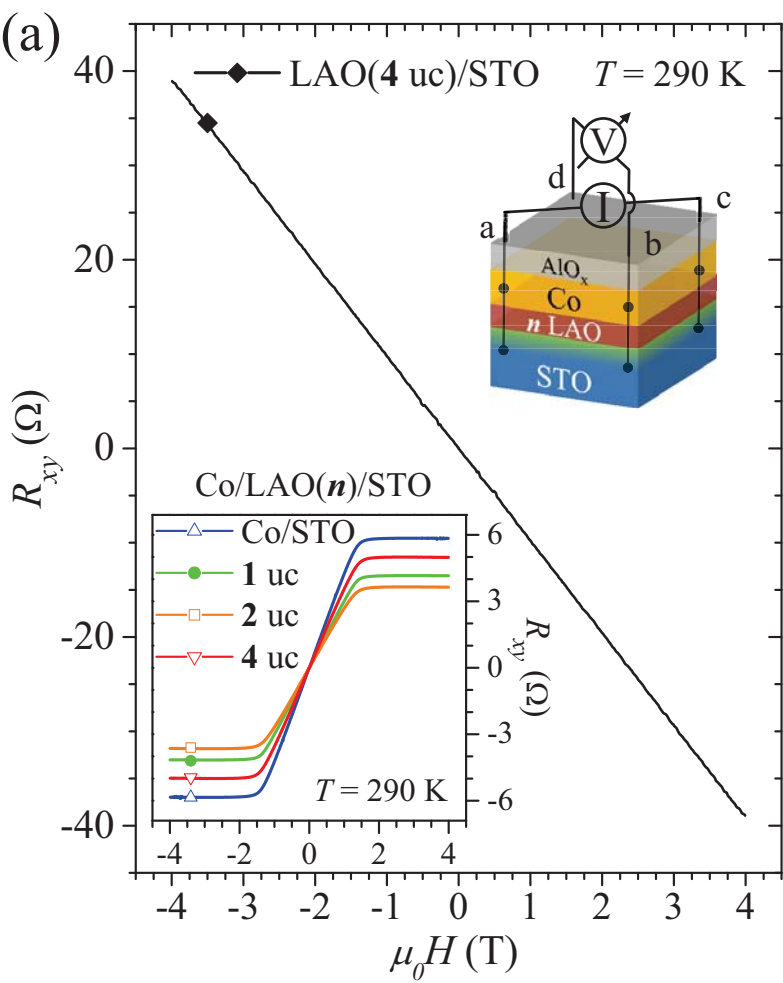 (a)
LAO(4 uc)/STO T = 290 K
V
d
I
c
a
b
AlOₓ
Co
n LAO
STO
40
20
0
-20
-40
R_xy (Ω)
Co/LAO(n)/STO
Co/STO
1 uc
2 uc
4 uc
T = 290 K
6
3
0
-3
-6
R_xy (Ω)
-4 -2 0 2 4
-4 -3 -2 -1 0 1 2 3 4
μ₀H (T)